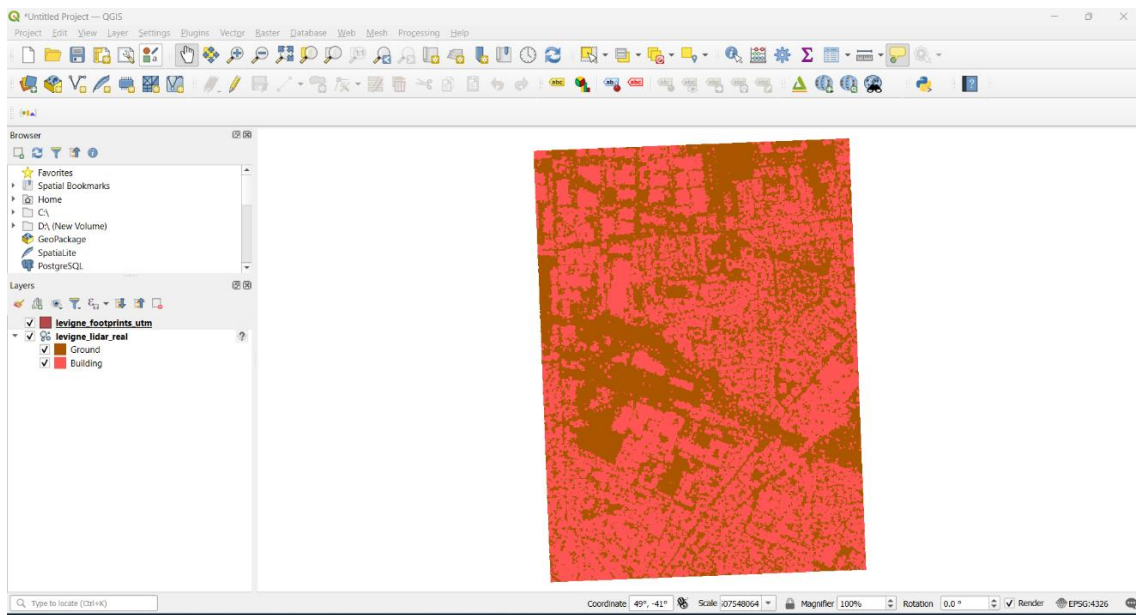 *Untitled Project — QGIS
Project Edit View Layer Settings Plugins Vector Raster Database Web Mesh Processing Help
Browser
Favorites
Spatial Bookmarks
Home
C:\
D:\ (New Volume)
GeoPackage
SpatiaLite
PostgreSQL
Layers
levigne_footprints_utm
levigne_lidar_real
?
Ground
Building
Type to locate (Ctrl+K)
Coordinate 49°, -41° Scale :07548064 Magnifier 100% Rotation 0.0 ° Render EPSG:4326